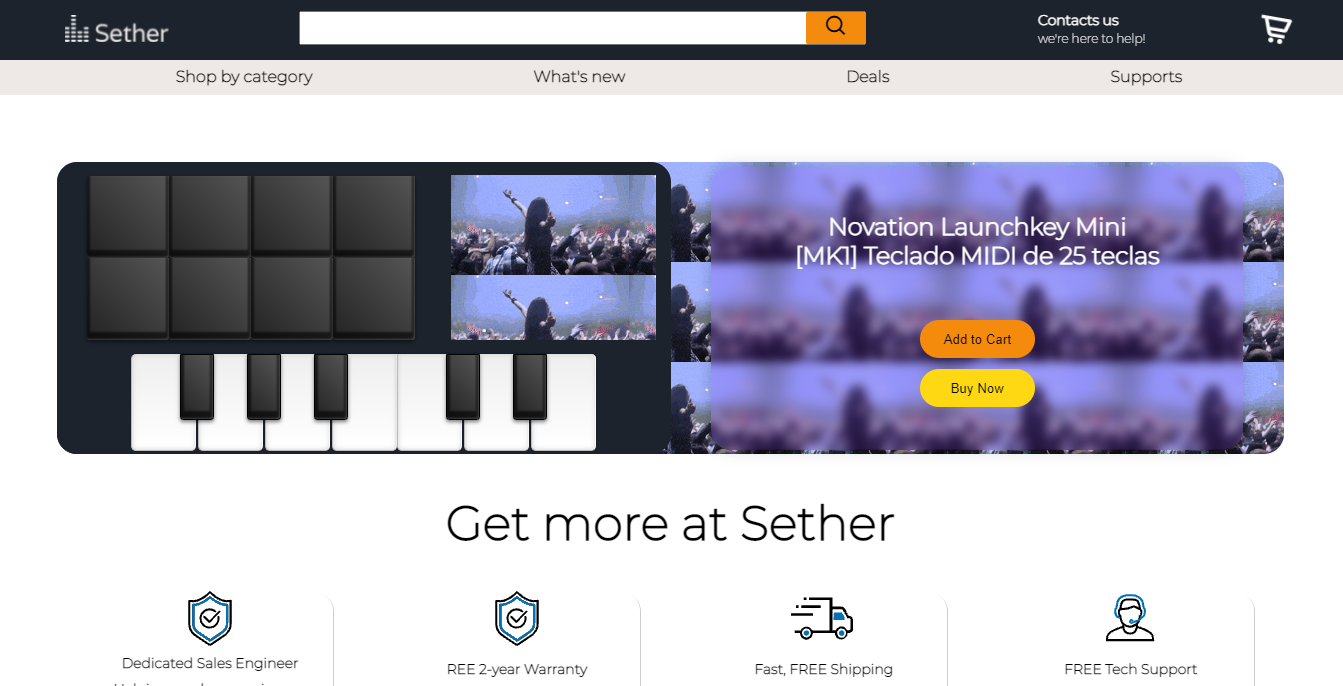 Sether
Contacts us
we're here to help!
Shop by category
What's new
Deals
Supports
Novation Launchkey Mini
[MK1] Teclado MIDI de 25 teclas
Add to Cart
Buy Now
Get more at Sether
Dedicated Sales Engineer
REE 2-year Warranty
Fast, FREE Shipping
FREE Tech Support